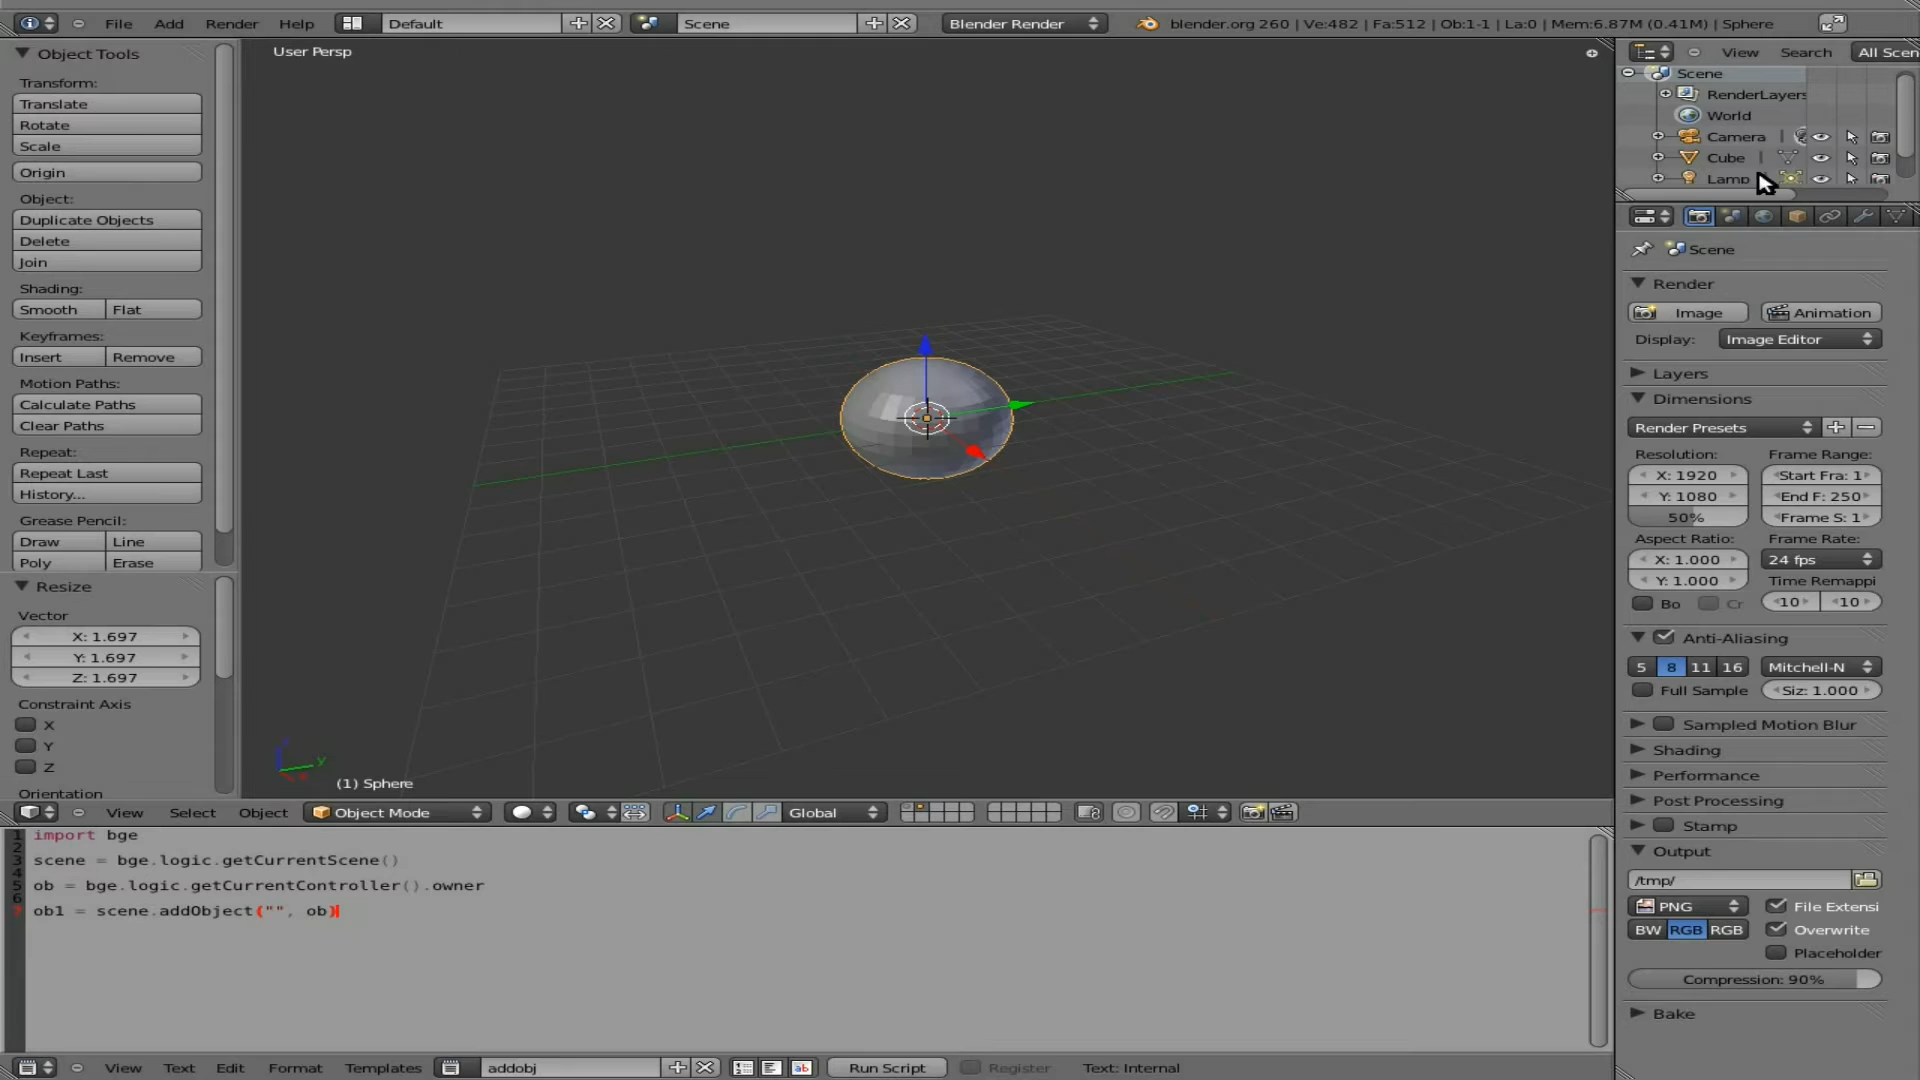 File Add Render Help Default Scene Blender Render blender.org 260 | Ve:482 | Fa:512 | Ob:1-1 | La:0 | Mem:6.87M (0.41M) | Sphere
Object Tools
Transform:
Translate
Rotate
Scale
Origin
Object:
Duplicate Objects
Delete
Join
Shading:
Smooth Flat
Keyframes:
Insert Remove
Motion Paths:
Calculate Paths
Clear Paths
Repeat:
Repeat Last
History...
Grease Pencil:
Draw Line
Poly Erase
Resize
Vector
X: 1.697
Y: 1.697
Z: 1.697
Constraint Axis
X
Y
Z
Orientation
User Persp
y
(1) Sphere
View Select Object Object Mode Global
1 import bge
2
3 scene = bge.logic.getCurrentScene()
4
5 ob = bge.logic.getCurrentController().owner
6
7 ob1 = scene.addObject("", ob)
View Text Edit Format Templates addobj Run Script Register Text: Internal
View Search All Scen
Scene
RenderLayers
World
Camera |
Cube |
Lamp
Scene
Render
Image Animation
Display: Image Editor
Layers
Dimensions
Render Presets
Resolution: Frame Range:
X: 1920 Start Fra: 1
Y: 1080 End F: 250
50% Frame S: 1
Aspect Ratio: Frame Rate:
X: 1.000 24 fps
Y: 1.000 Time Remappi
Bo Cr 10 10
Anti-Aliasing
5 8 11 16 Mitchell-N
Full Sample Siz: 1.000
Sampled Motion Blur
Shading
Performance
Post Processing
Stamp
Output
/tmp/
PNG File Extensi
BW RGB RGB Overwrite
Placeholder
Compression: 90%
Bake